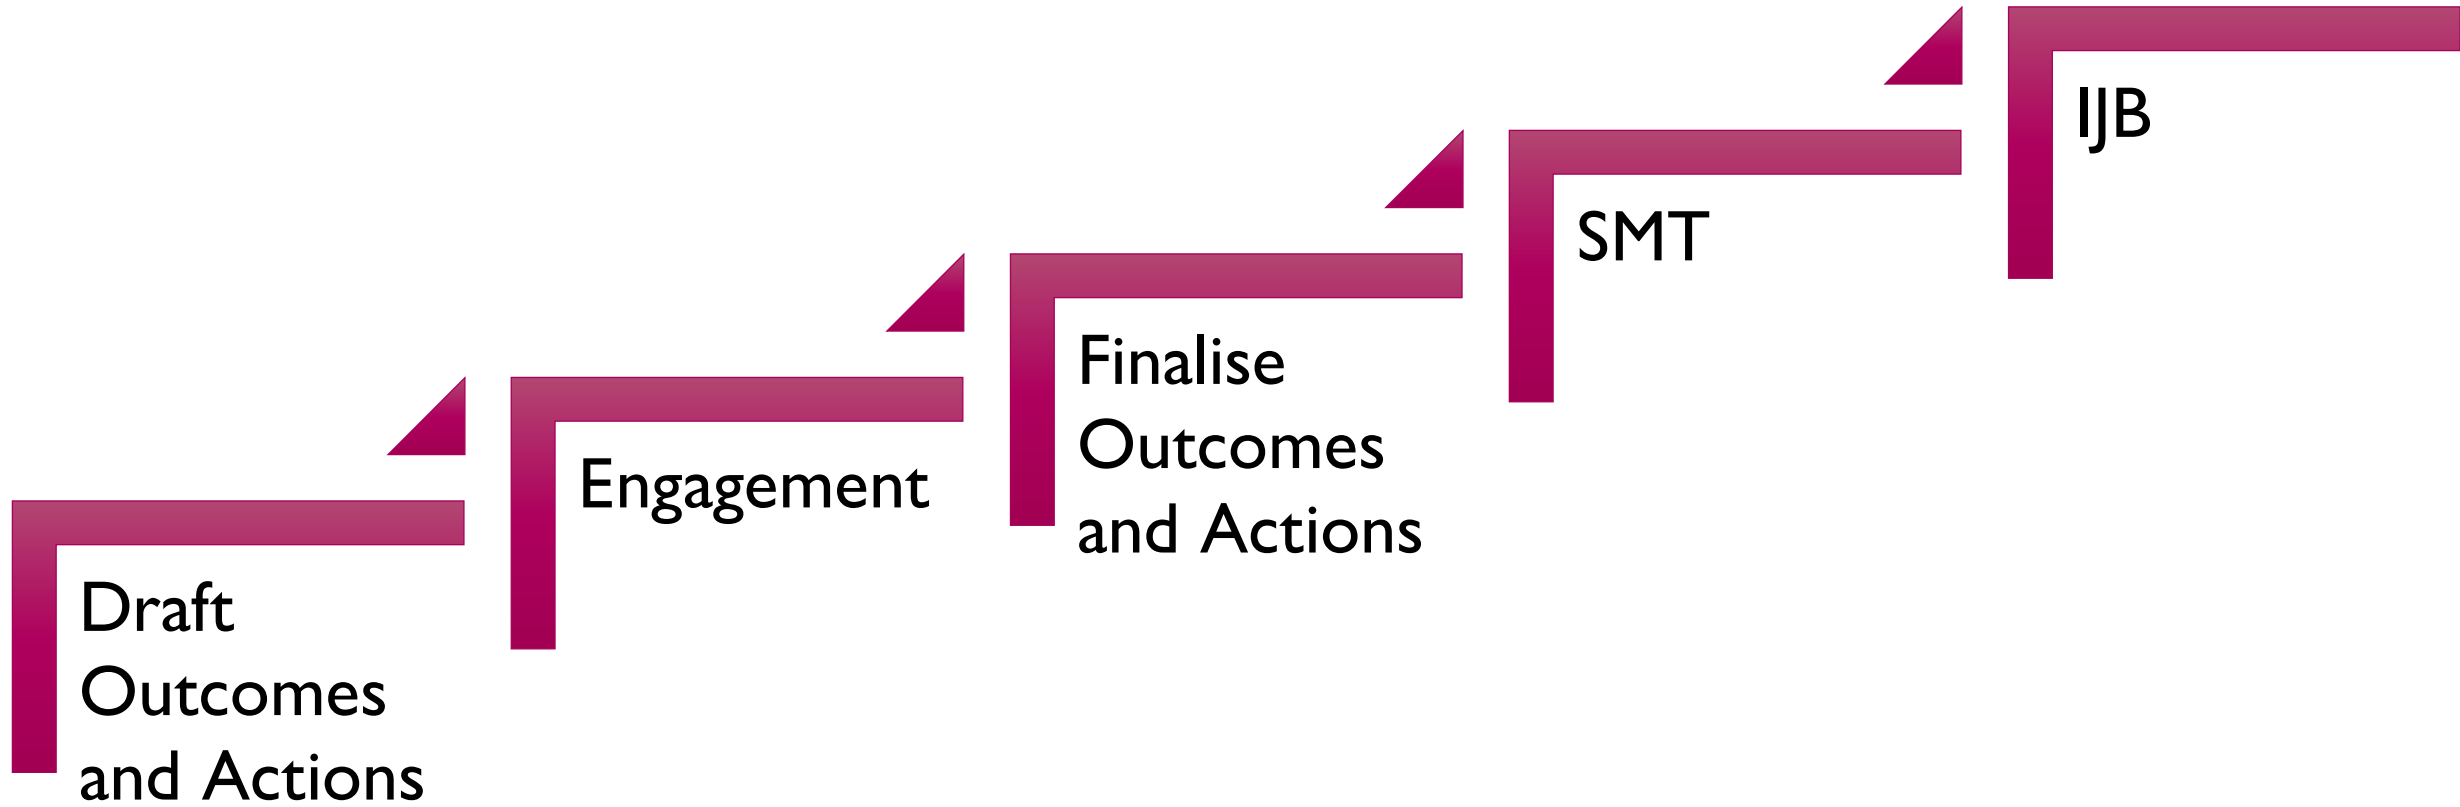 Draft
Outcomes
and Actions
Engagement
Finalise
Outcomes
and Actions
SMT
IJB